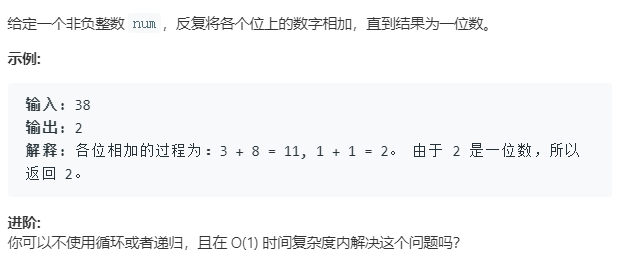 给定一个非负整数 num，反复将各个位上的数字相加，直到结果为一位数。
示例:
输入: 38
输出: 2
解释: 各位相加的过程为：3 + 8 = 11, 1 + 1 = 2。 由于 2 是一位数，所以
返回 2。
进阶:
你可以不使用循环或者递归，且在 O(1) 时间复杂度内解决这个问题吗？